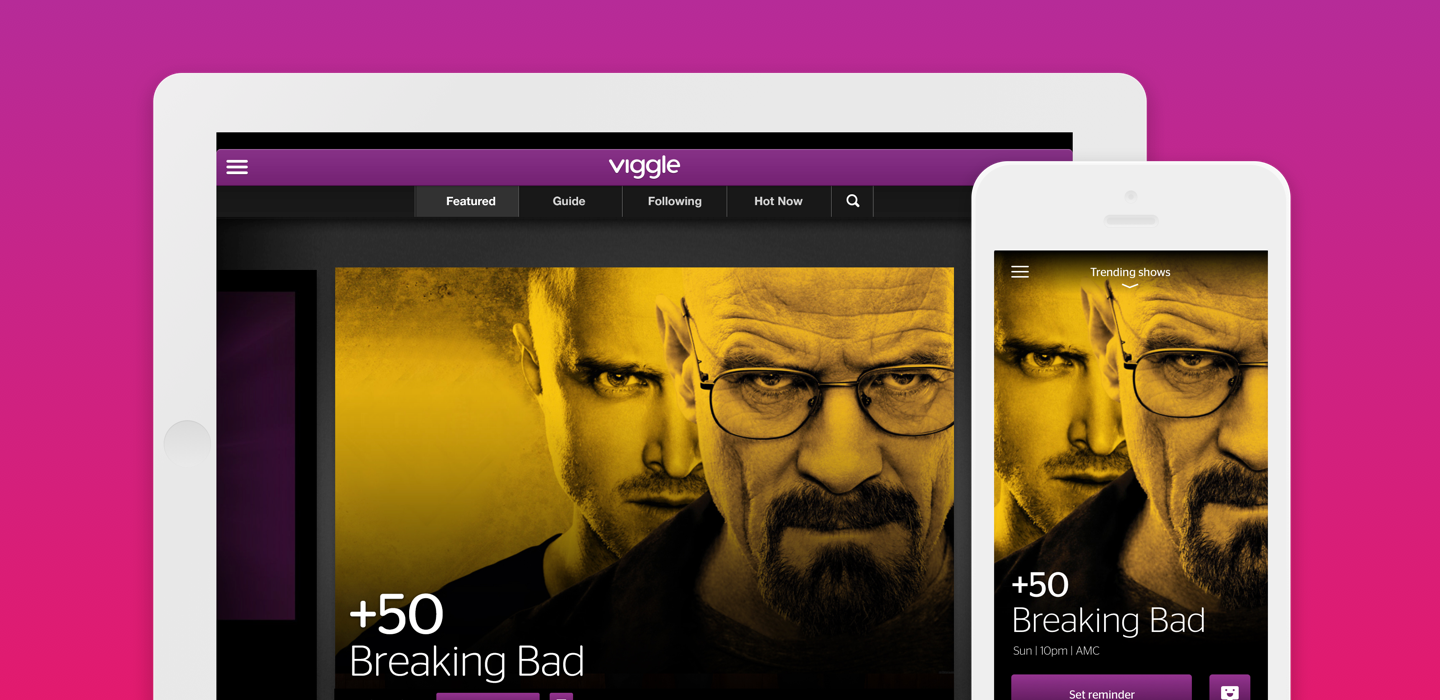 viggle
Featured Guide Following Hot Now
+50
Breaking Bad
Trending shows
+50
Breaking Bad
Sun | 10pm | AMC
Set reminder